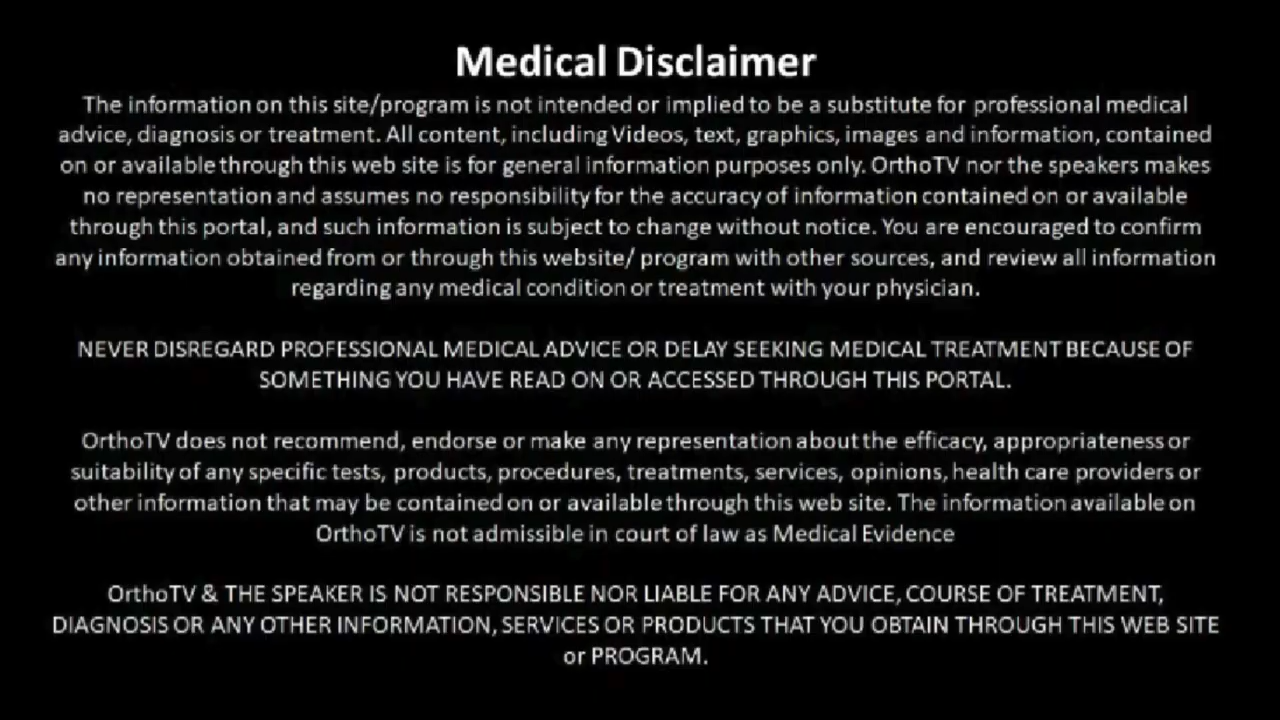 Medical Disclaimer
The information on this site/program is not intended or implied to be a substitute for professional medical
advice, diagnosis or treatment. All content, including Videos, text, graphics, images and information, contained
on or available through this web site is for general information purposes only. OrthoTV nor the speakers makes
no representation and assumes no responsibility for the accuracy of information contained on or available
through this portal, and such information is subject to change without notice. You are encouraged to confirm
any information obtained from or through this website/ program with other sources, and review all information
regarding any medical condition or treatment with your physician.
NEVER DISREGARD PROFESSIONAL MEDICAL ADVICE OR DELAY SEEKING MEDICAL TREATMENT BECAUSE OF
SOMETHING YOU HAVE READ ON OR ACCESSED THROUGH THIS PORTAL.
OrthoTV does not recommend, endorse or make any representation about the efficacy, appropriateness or
suitability of any specific tests, products, procedures, treatments, services, opinions, health care providers or
other information that may be contained on or available through this web site. The information available on
OrthoTV is not admissible in court of law as Medical Evidence
OrthoTV & THE SPEAKER IS NOT RESPONSIBLE NOR LIABLE FOR ANY ADVICE, COURSE OF TREATMENT,
DIAGNOSIS OR ANY OTHER INFORMATION, SERVICES OR PRODUCTS THAT YOU OBTAIN THROUGH THIS WEB SITE
or PROGRAM.